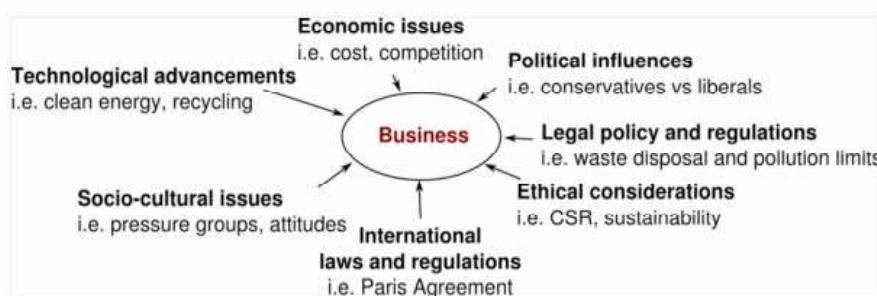 Economic issues
i.e. cost, competition
Political influences
i.e. conservatives vs liberals
Technological advancements
i.e. clean energy, recycling
Business
Legal policy and regulations
i.e. waste disposal and pollution limits
Socio-cultural issues
i.e. pressure groups, attitudes
Ethical considerations
i.e. CSR, sustainability
International
laws and regulations
i.e. Paris Agreement